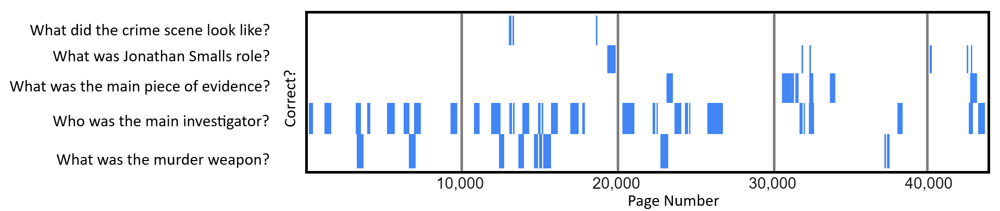 What did the crime scene look like?
What was Jonathan Smalls role?
What was the main piece of evidence?
Who was the main investigator?
What was the murder weapon?
Correct?
10,000
20,000
30,000
40,000
Page Number